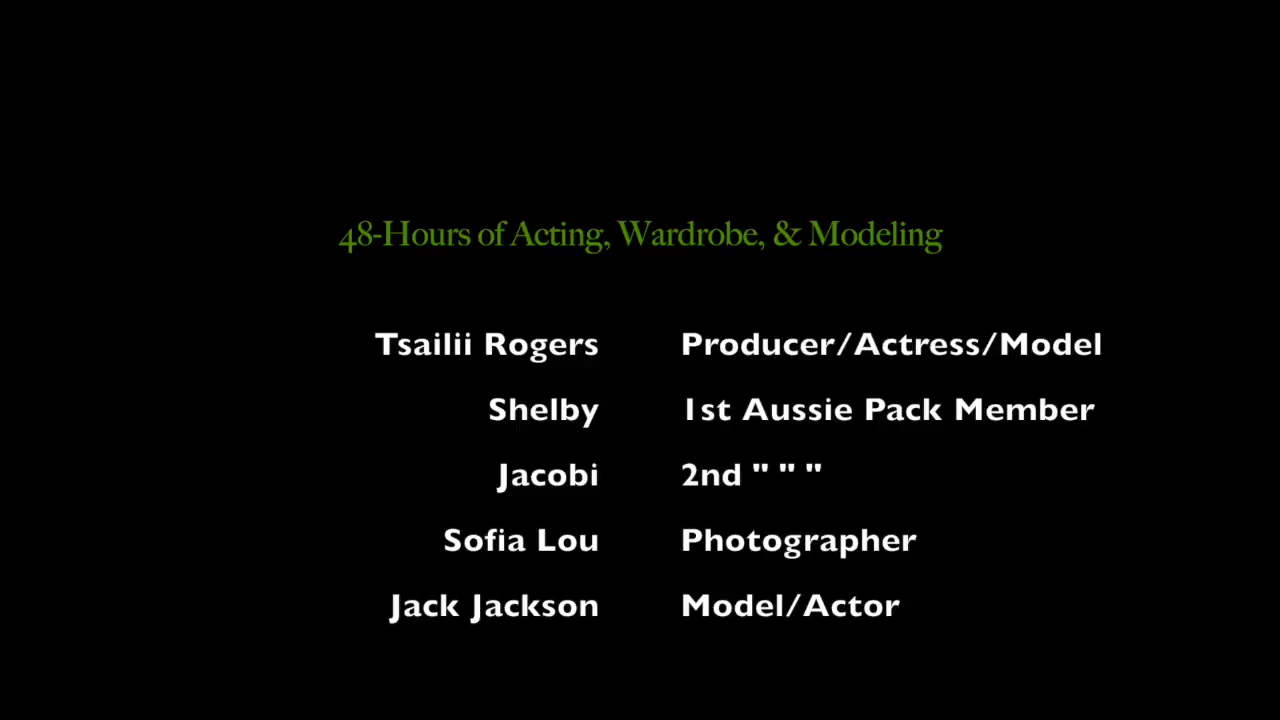 48-Hours of Acting, Wardrobe, & Modeling
Tsailii Rogers Producer/Actress/Model
Shelby 1st Aussie Pack Member
Jacobi 2nd " " "
Sofia Lou Photographer
Jack Jackson Model/Actor